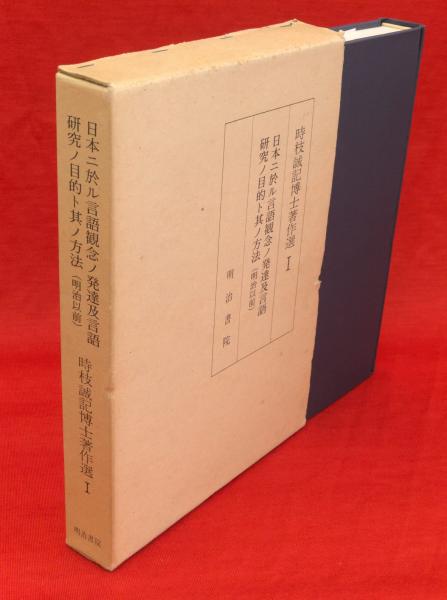 時枝誠記博士著作選 I
日本ニ於ル言語観念ノ発達及言語
研究ノ目的ト其ノ方法（明治以前）
明治書院
日本ニ於ル言語観念ノ発達及言語
研究ノ目的ト其ノ方法（明治以前）
時枝誠記博士著作選 I
明治書院